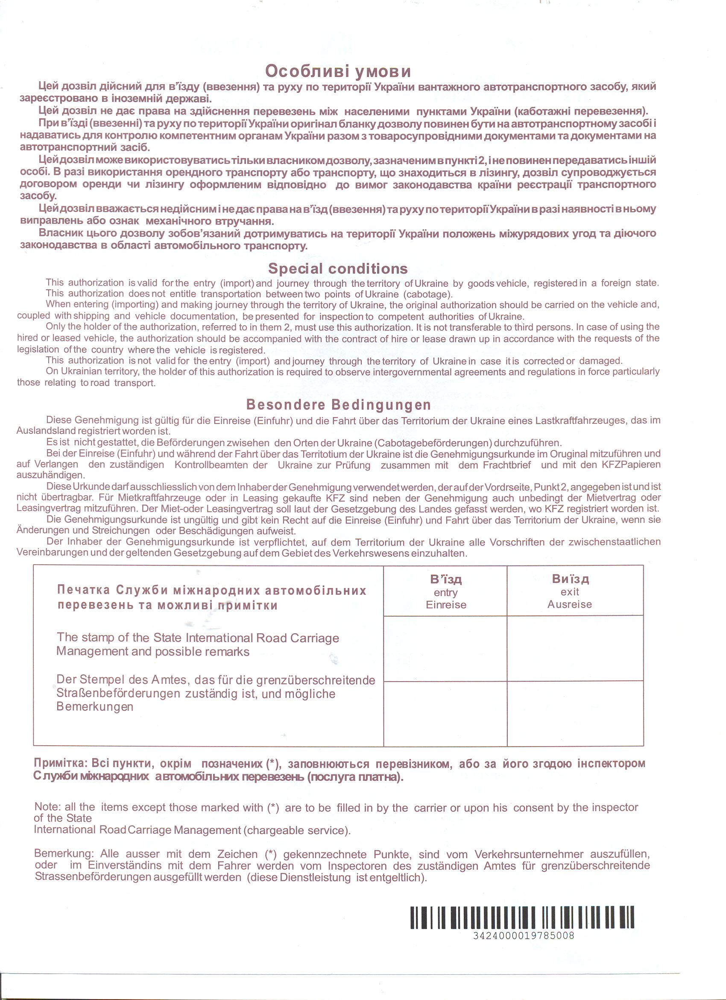 Особливі умови
Цей дозвіл дійсний для в'їзду (ввезення) та руху по території України вантажного автотранспортного засобу, який
зареєстровано в іноземній державі.
Цей дозвіл не дає права на здійснення перевезень між населеними пунктами України (каботажні перевезення).
При в'їзді (ввезенні) та руху по території України оригінал бланку дозволу повинен бути на автотранспортному засобі і
надаватись для контролю компетентним органам України разом з товаросупровідними документами та документами на
автотранспортний засіб.
Цей дозвіл може використовуватись тільки власником дозволу, зазначеним в пункті 2, і не повинен передаватись іншій
особі. В разі використання орендного транспорту або транспорту, що знаходиться в лізингу, дозвіл супроводжується
договором оренди чи лізингу оформленим відповідно до вимог законодавства країни реєстрації транспортного
засобу.
Цей дозвіл вважається недійсним і не дає права на в'їзд (ввезення) та руху по території України в разі наявності в ньому
виправлень або ознак механічного втручання.
Власник цього дозволу зобов'язаний дотримуватись на території України положень міжурядових угод та діючого
законодавства в області автомобільного транспорту.
Special conditions
This authorization is valid for the entry (import) and journey through the territory of Ukraine by goods vehicle, registered in a foreign state.
This authorization does not entitle transportation between two points of Ukraine (cabotage).
When entering (importing) and making journey through the territory of Ukraine, the original authorization should be carried on the vehicle and,
coupled with shipping and vehicle documentation, be presented for inspection to competent authorities of Ukraine.
Only the holder of the authorization, referred to in them 2, must use this authorization. It is not transferable to third persons. In case of using the
hired or leased vehicle, the authorization should be accompanied with the contract of hire or lease drawn up in accordance with the requests of the
legislation of the country where the vehicle is registered.
This authorization is not valid for the entry (import) and journey through the territory of Ukraine in case it is corrected or damaged.
On Ukrainian territory, the holder of this authorization is required to observe intergovernmental agreements and regulations in force particularly
those relating to road transport.
Besondere Bedingungen
Diese Genehmigung ist gültig für die Einreise (Einfuhr) und die Fahrt über das Territorium der Ukraine eines Lastkraftfahrzeuges, das im
Auslandsland registriert worden ist.
Es ist nicht gestattet, die Beförderungen zwisehen den Orten der Ukraine (Cabotagebeförderungen) durchzuführen.
Bei der Einreise (Einfuhr) und während der Fahrt über das Territotium der Ukraine ist die Genehmigungsurkunde im Oruginal mitzuführen und
auf Verlangen den zuständigen Kontrollbeamten der Ukraine zur Prüfung zusammen mit dem Frachtbrief und mit den KFZPapieren
auszuhändigen.
Diese Urkunde darf ausschliesslich von dem Inhaber der Genehmigung verwendet werden, der auf der Vordrseite, Punkt 2, angegeben ist und ist
nicht übertragbar. Für Mietkraftfahrzeuge oder in Leasing gekaufte KFZ sind neben der Genehmigung auch unbedingt der Mietvertrag oder
Leasingvertrag mitzuführen. Der Miet-oder Leasingvertrag soll laut der Gesetzgebung des Landes gefasst werden, wo KFZ registriert worden ist.
Die Genehmigungsurkunde ist ungültig und gibt kein Recht auf die Einreise (Einfuhr) und Fahrt über das Territorium der Ukraine, wenn sie
Änderungen und Streichungen oder Beschädigungen aufweist.
Der Inhaber der Genehmigungsurkunde ist verpflichtet, auf dem Territorium der Ukraine alle Vorschriften der zwischenstaatlichen
Vereinbarungen und der geltenden Gesetzgebung auf dem Gebiet des Verkehrswesens einzuhalten.
Печатка Служби міжнародних автомобільних
перевезень та можливі примітки
The stamp of the State International Road Carriage
Management and possible remarks
Der Stempel des Amtes, das für die grenzüberschreitende
Straßenbeförderungen zuständig ist, und mögliche
Bemerkungen
В'їзд
entry
Einreise
Виїзд
exit
Ausreise
Примітка: Всі пункти, окрім позначених (*), заповнюються перевізником, або за його згодою інспектором
Служби міжнародних автомобільних перевезень (послуга платна).
Note: all the items except those marked with (*) are to be filled in by the carrier or upon his consent by the inspector
of the State
International Road Carriage Management (chargeable service).
Bemerkung: Alle ausser mit dem Zeichen (*) gekennzechnete Punkte, sind vom Verkehrsunternehmer auszufüllen,
oder im Einverständins mit dem Fahrer werden vom Inspectoren des zuständigen Amtes für grenzüberschreitende
Strassenbeförderungen ausgefüllt werden (diese Dienstleistung ist entgeltlich).
3424000019785008